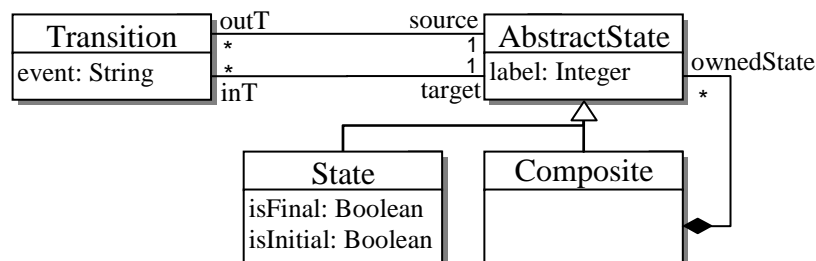 outT
source
Transition
AbstractState
*
1
ownedState
event: String
*
1
label: Integer
inT
target
*
State
Composite
isFinal: Boolean
isInitial: Boolean